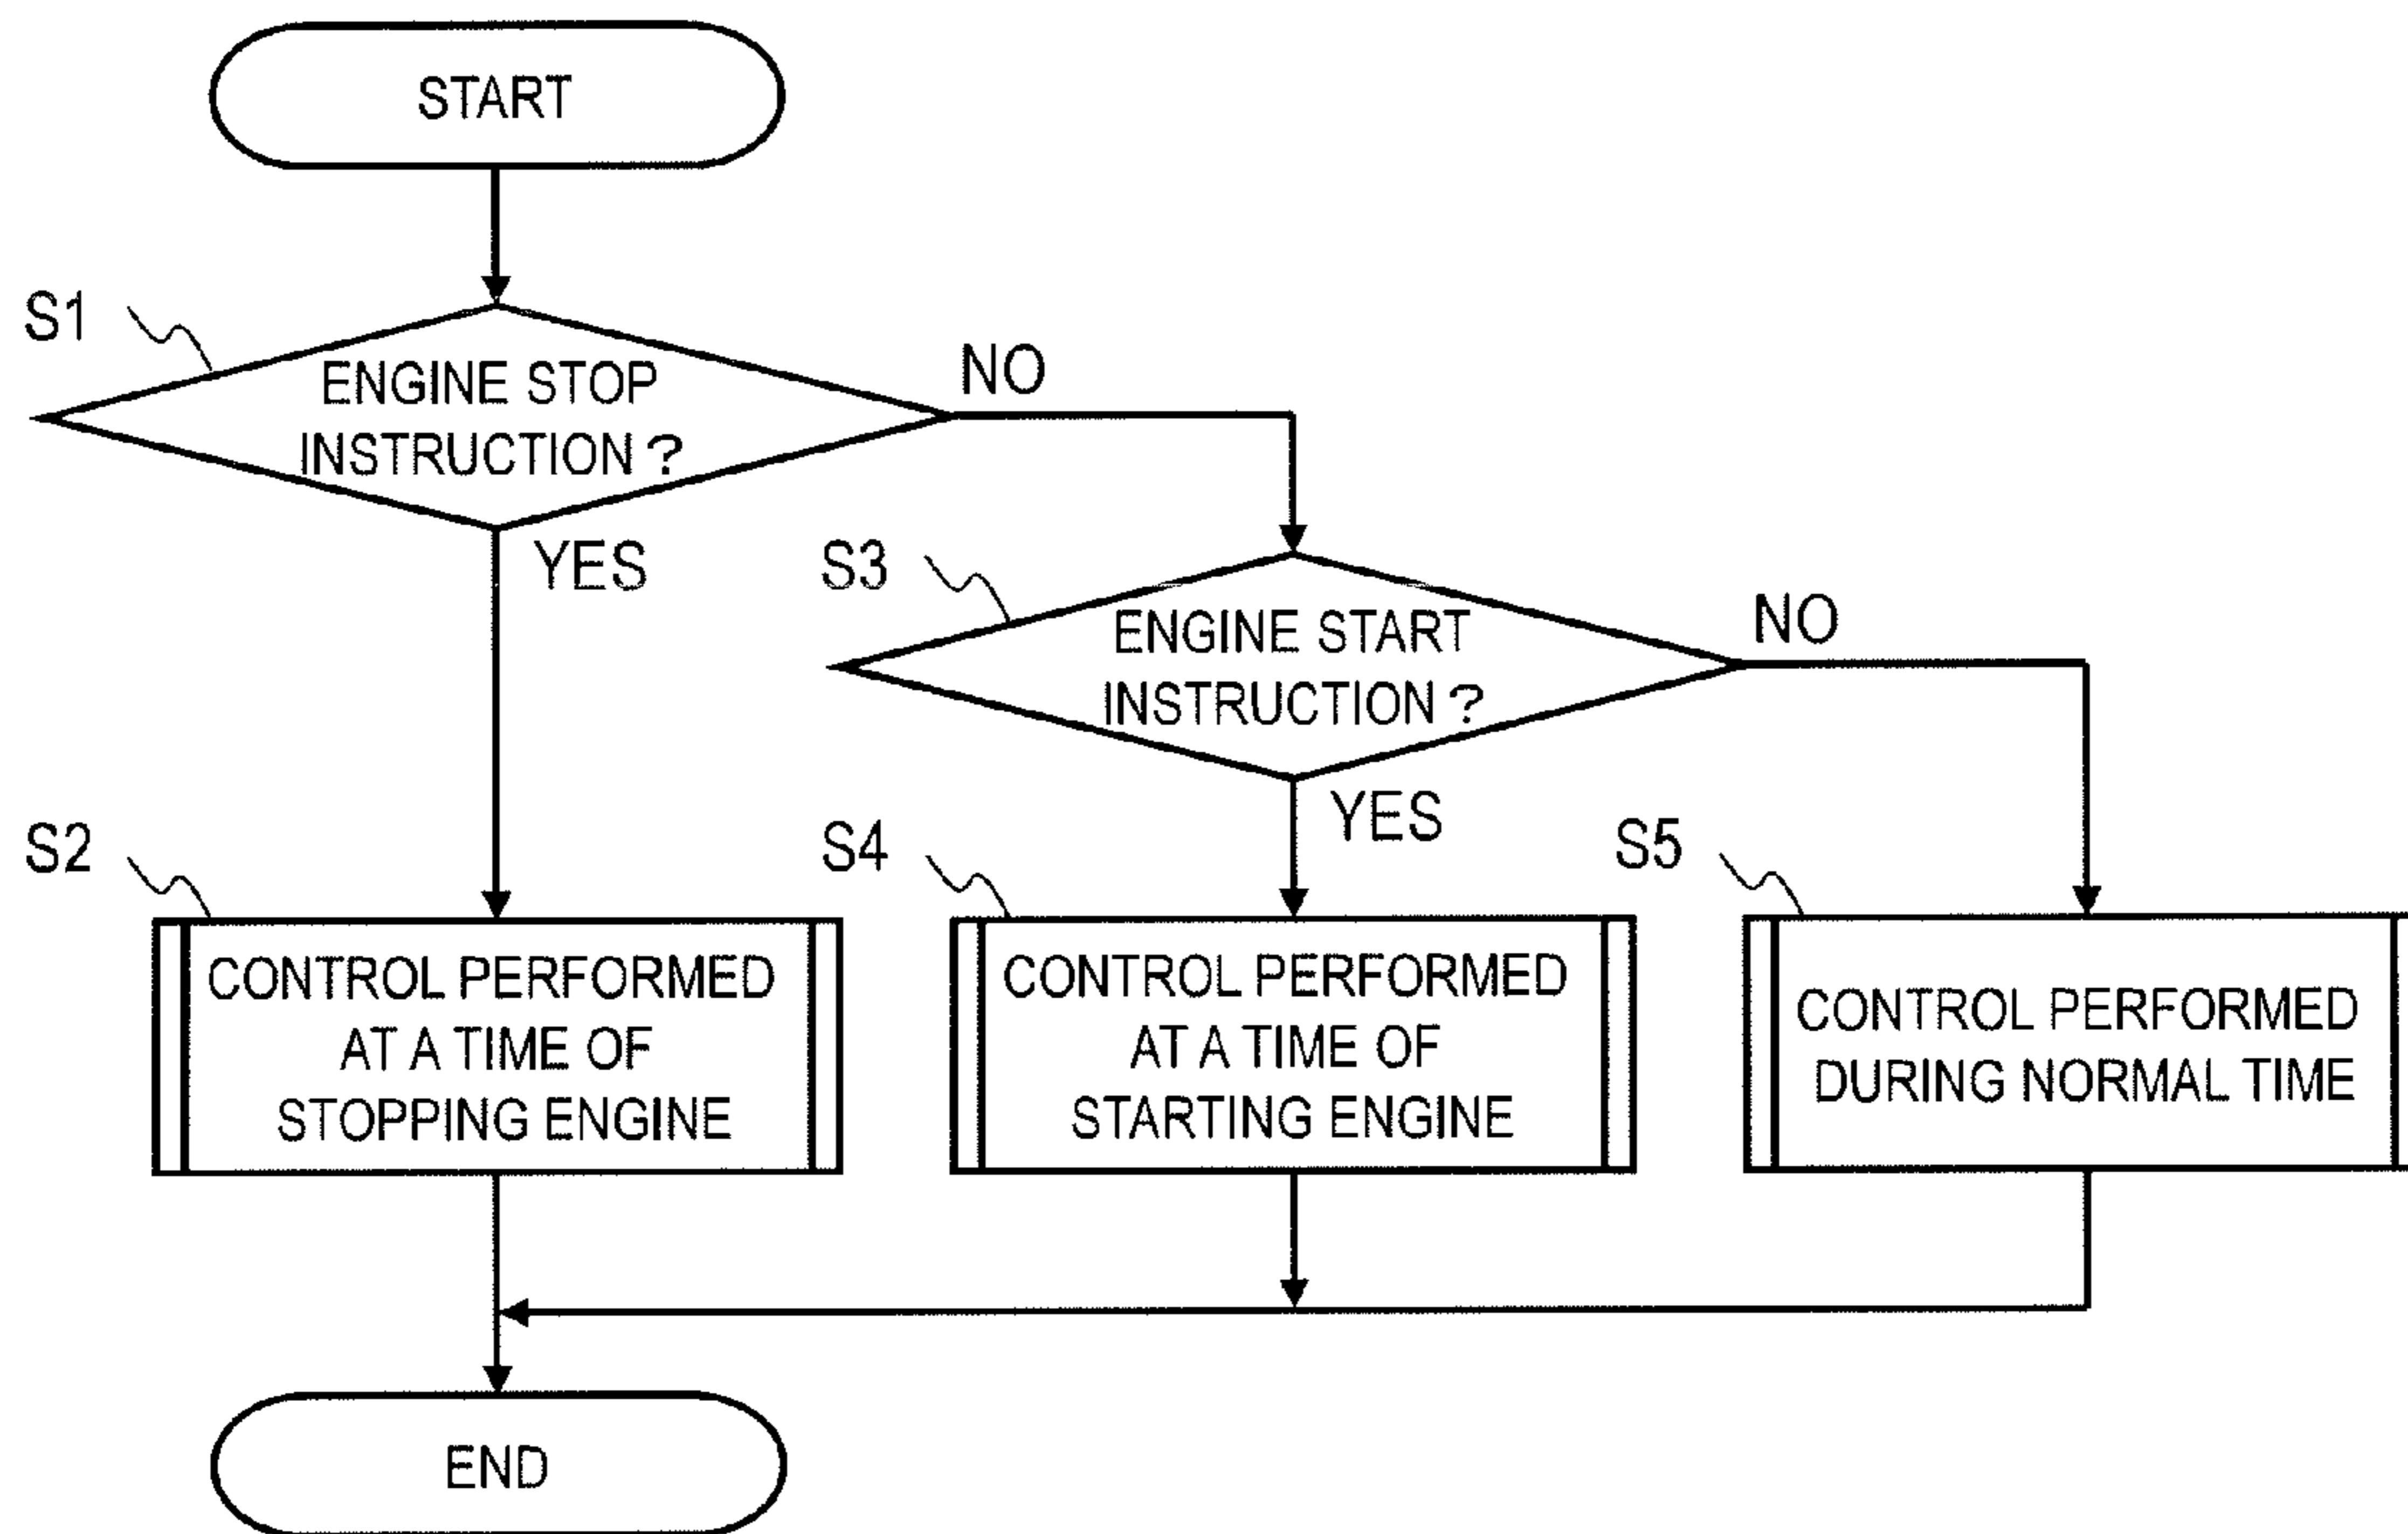 START
S1
ENGINE STOP
INSTRUCTION ?
NO
YES
S3
ENGINE START
INSTRUCTION ?
NO
YES
S2
CONTROL PERFORMED
AT A TIME OF
STOPPING ENGINE
S4
CONTROL PERFORMED
AT A TIME OF
STARTING ENGINE
S5
CONTROL PERFORMED
DURING NORMAL TIME
END